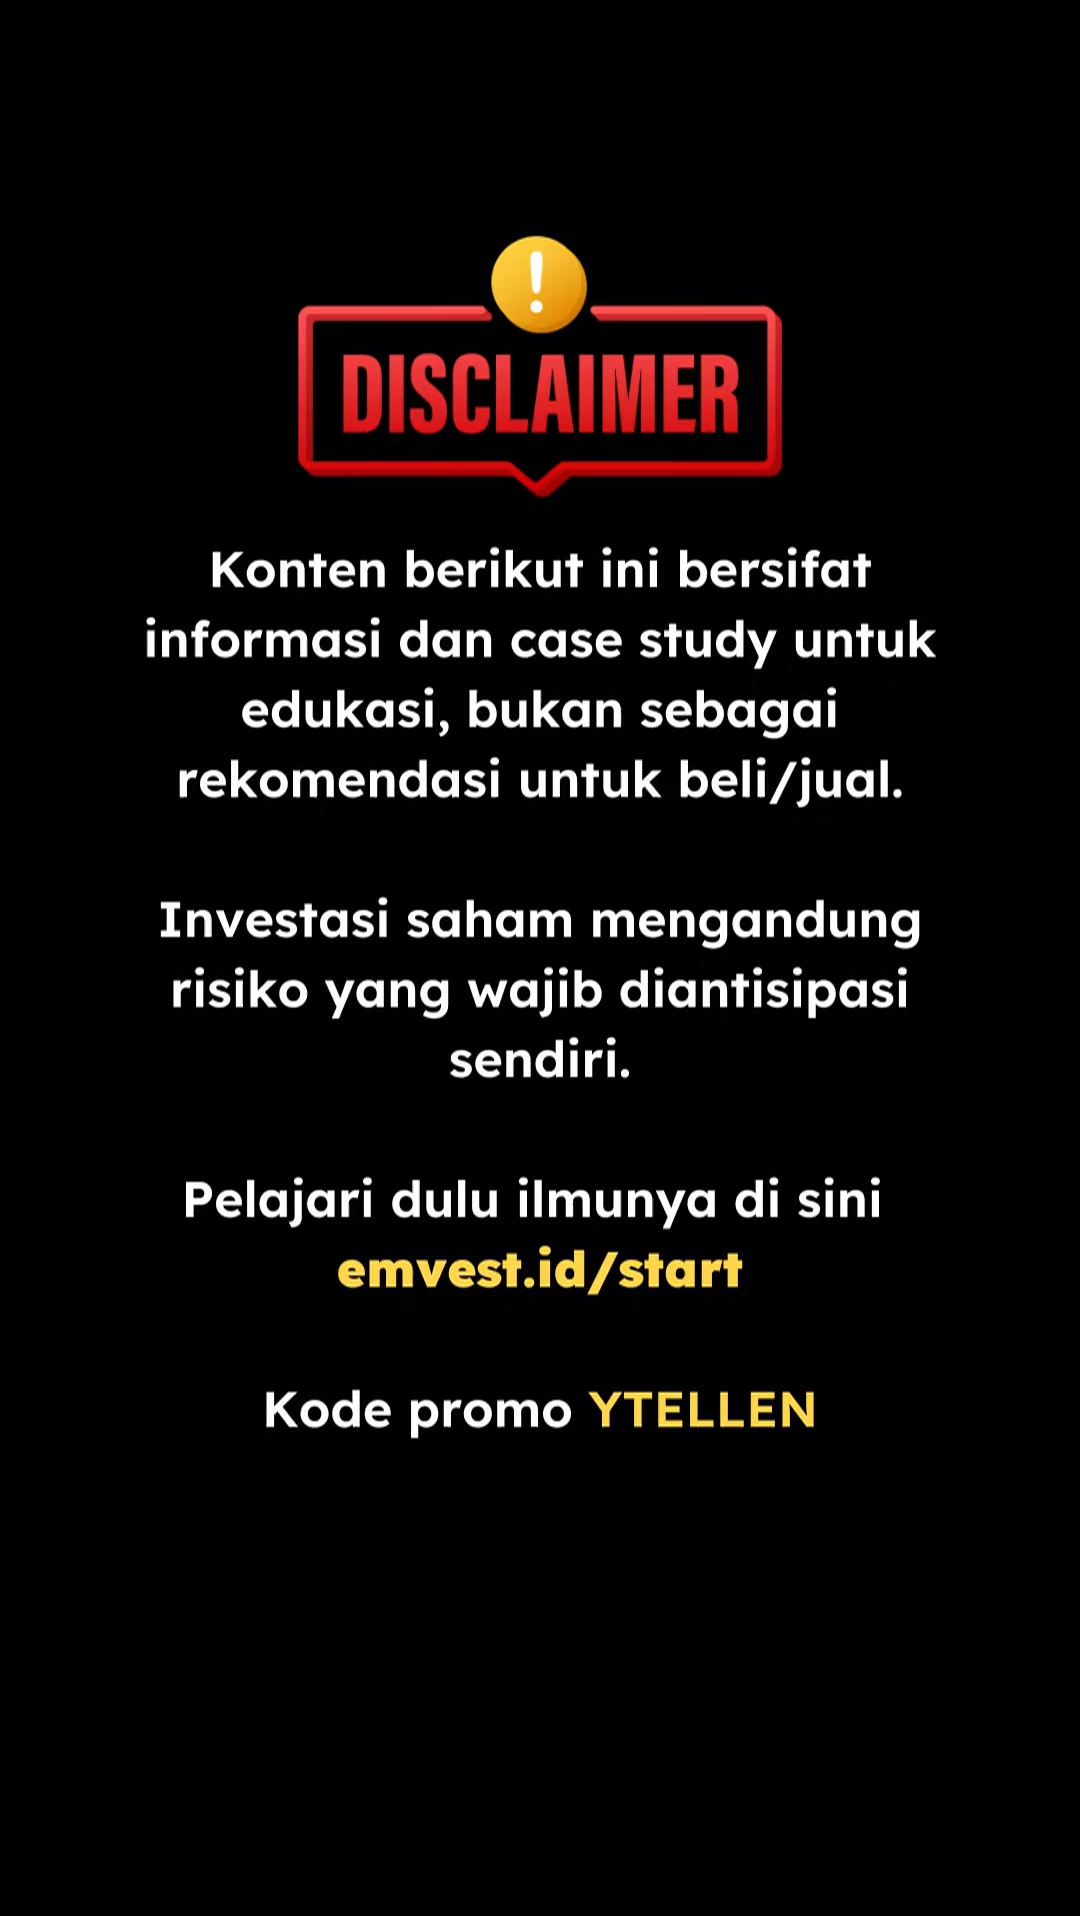 !
DISCLAIMER
Konten berikut ini bersifat
informasi dan case study untuk
edukasi, bukan sebagai
rekomendasi untuk beli/jual.
Investasi saham mengandung
risiko yang wajib diantisipasi
sendiri.
Pelajari dulu ilmunya di sini
emvest.id/start
Kode promo YTELLEN